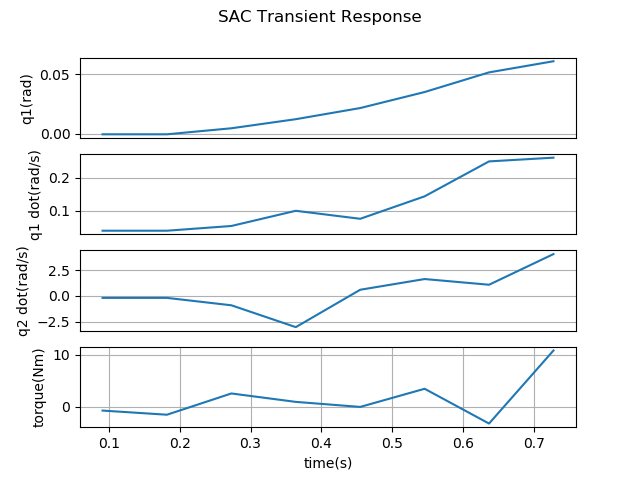 SAC Transient Response
q1(rad)
0.05
0.00
q1 dot(rad/s)
0.2
0.1
q2 dot(rad/s)
2.5
0.0
−2.5
torque(Nm)
10
0
0.1 0.2 0.3 0.4 0.5 0.6 0.7
time(s)